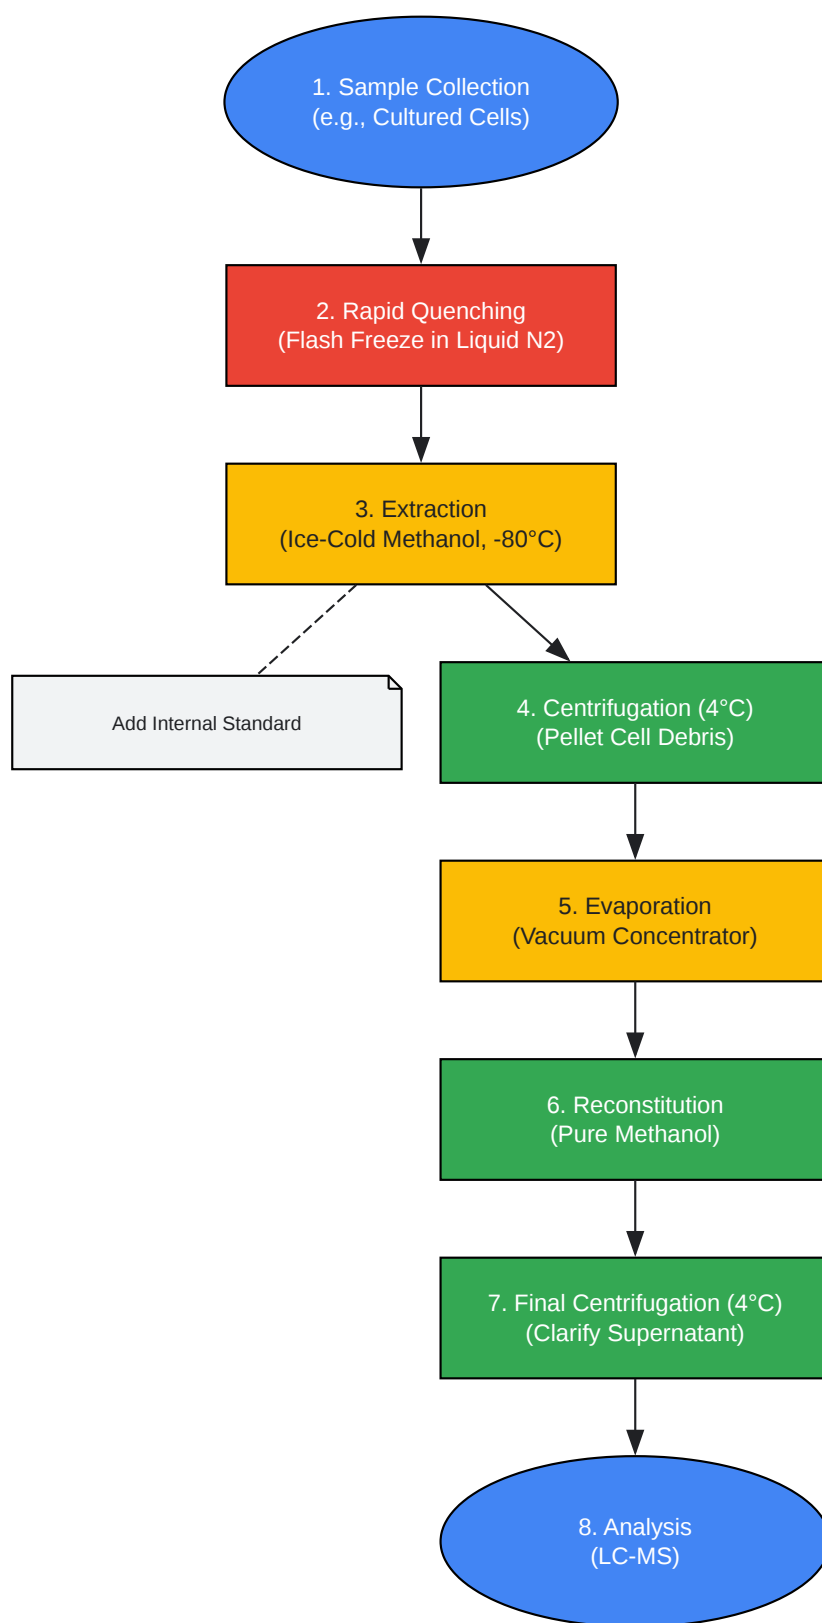 1. Sample Collection
(e.g., Cultured Cells)
2. Rapid Quenching
(Flash Freeze in Liquid N2)
3. Extraction
(Ice-Cold Methanol, -80°C)
Add Internal Standard
4. Centrifugation (4°C)
(Pellet Cell Debris)
5. Evaporation
(Vacuum Concentrator)
6. Reconstitution
(Pure Methanol)
7. Final Centrifugation (4°C)
(Clarify Supernatant)
8. Analysis
(LC-MS)